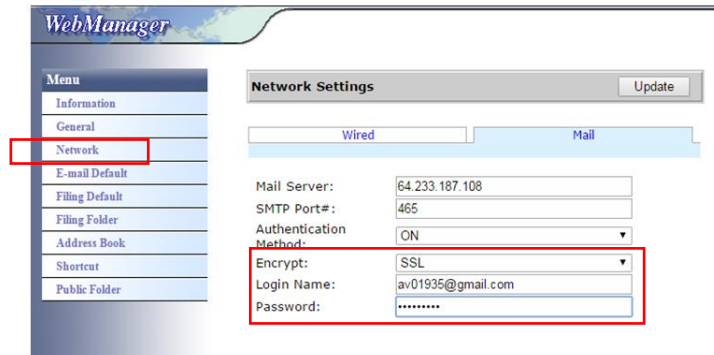 WebManager
Menu
Information
General
Network
E-mail Default
Filing Default
Filing Folder
Address Book
Shortcut
Public Folder
Network Settings
Update
Wired Mail
Mail Server: 64.233.187.108
SMTP Port#: 465
Authentication
Method: ON
Encrypt: SSL
Login Name: av01935@gmail.com
Password: •••••••••